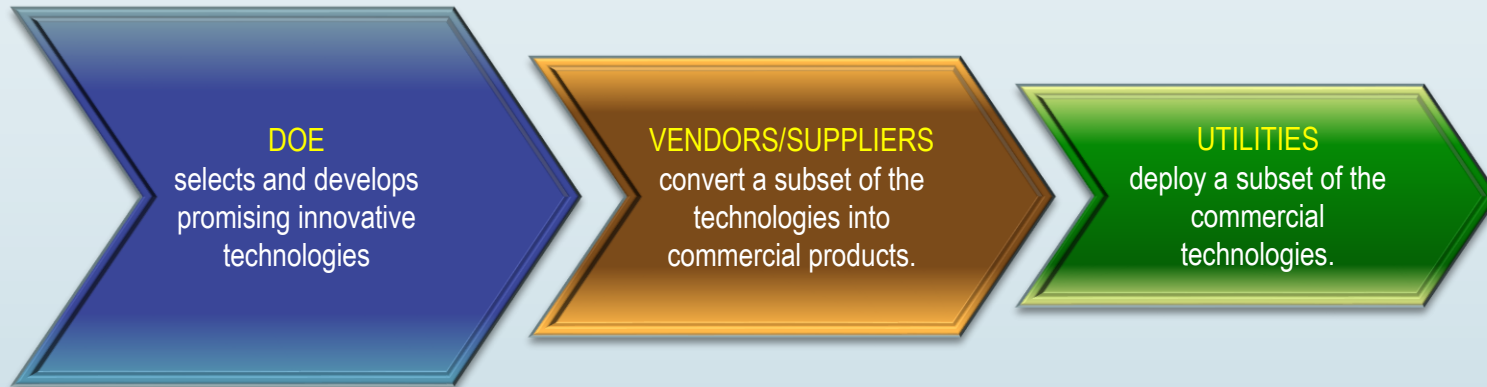 DOE
selects and develops
promising innovative
technologies
VENDORS/SUPPLIERS
convert a subset of the
technologies into
commercial products.
UTILITIES
deploy a subset of the
commercial
technologies.